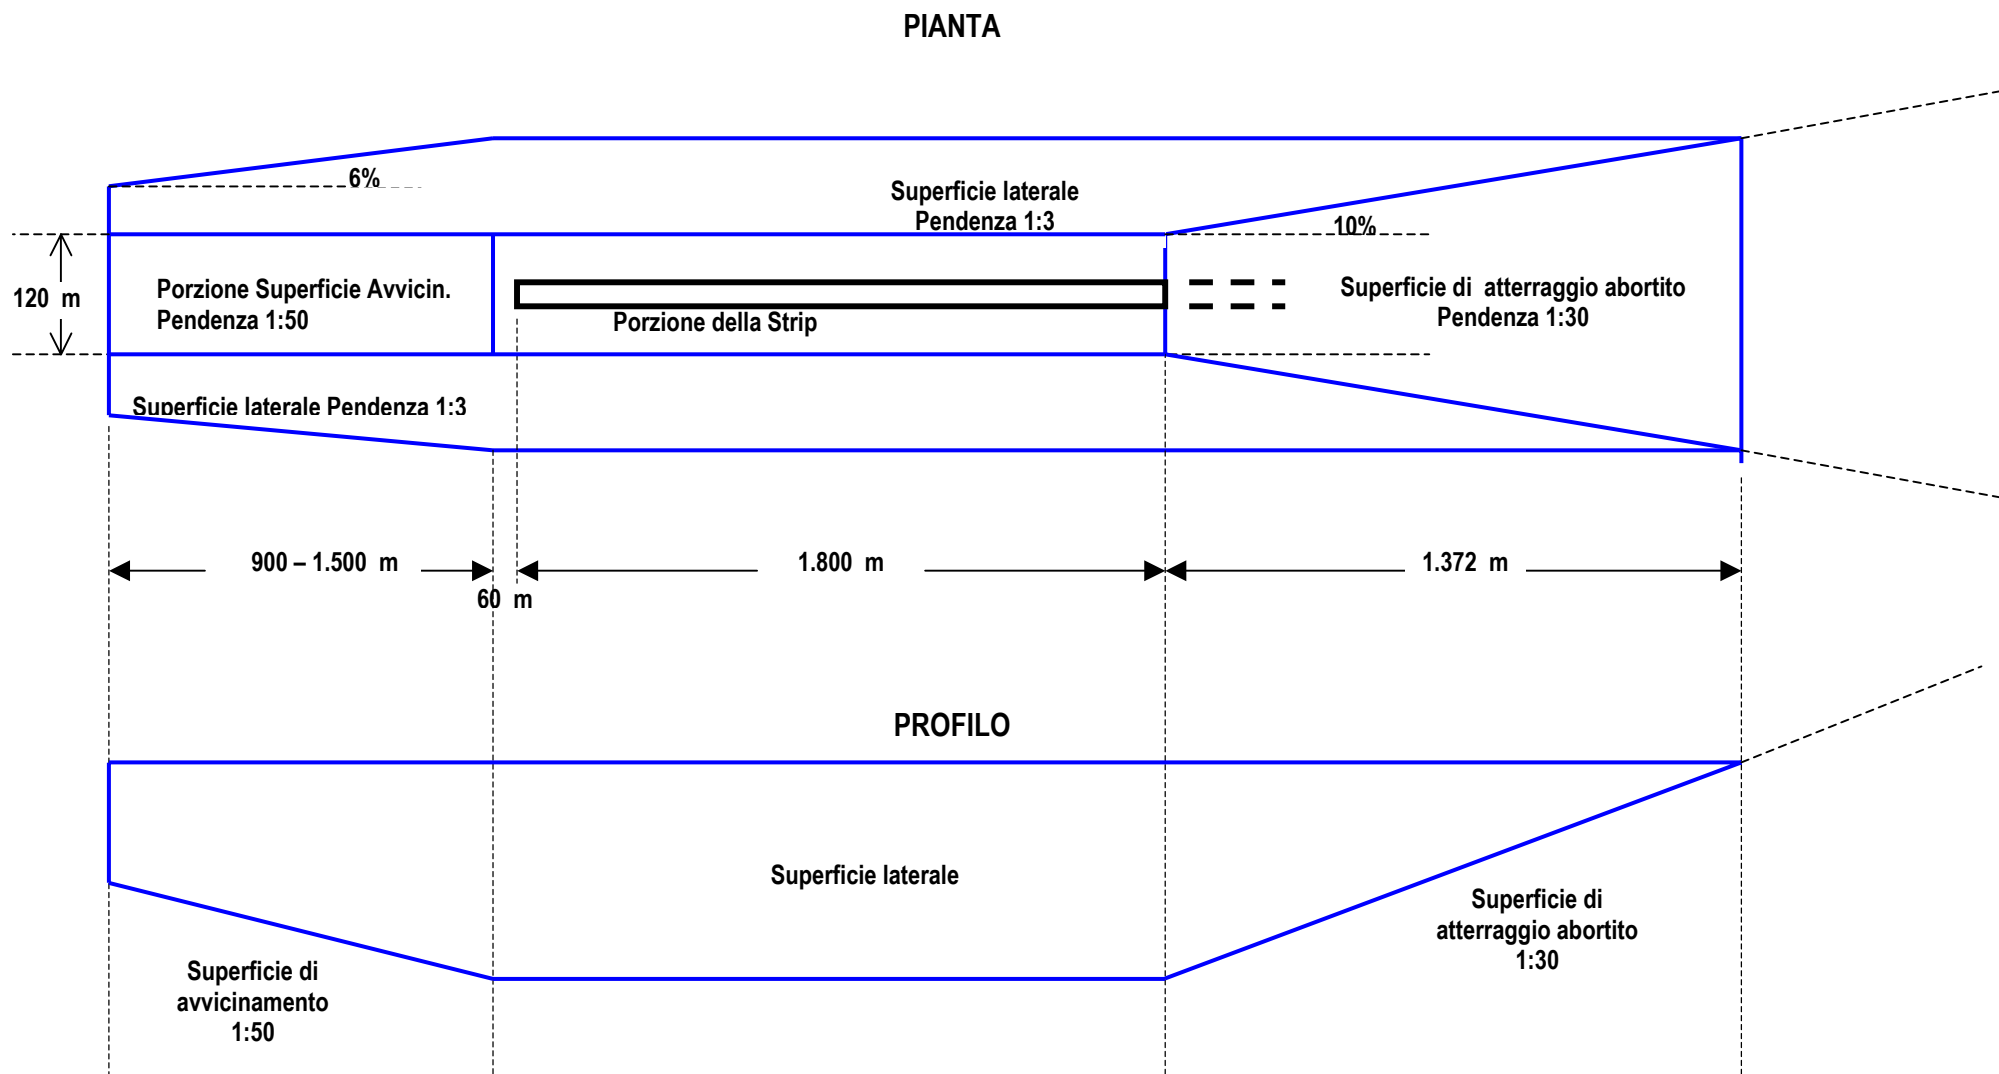 PIANTA
6%
Superficie laterale
Pendenza 1:3
10%
120 m
Porzione Superficie Avvicin.
Pendenza 1:50
Porzione della Strip
Superficie di atterraggio abortito
Pendenza 1:30
Superficie laterale Pendenza 1:3
900 – 1.500 m
60 m
1.800 m
1.372 m
PROFILO
Superficie laterale
Superficie di
atterraggio abortito
1:30
Superficie di
avvicinamento
1:50